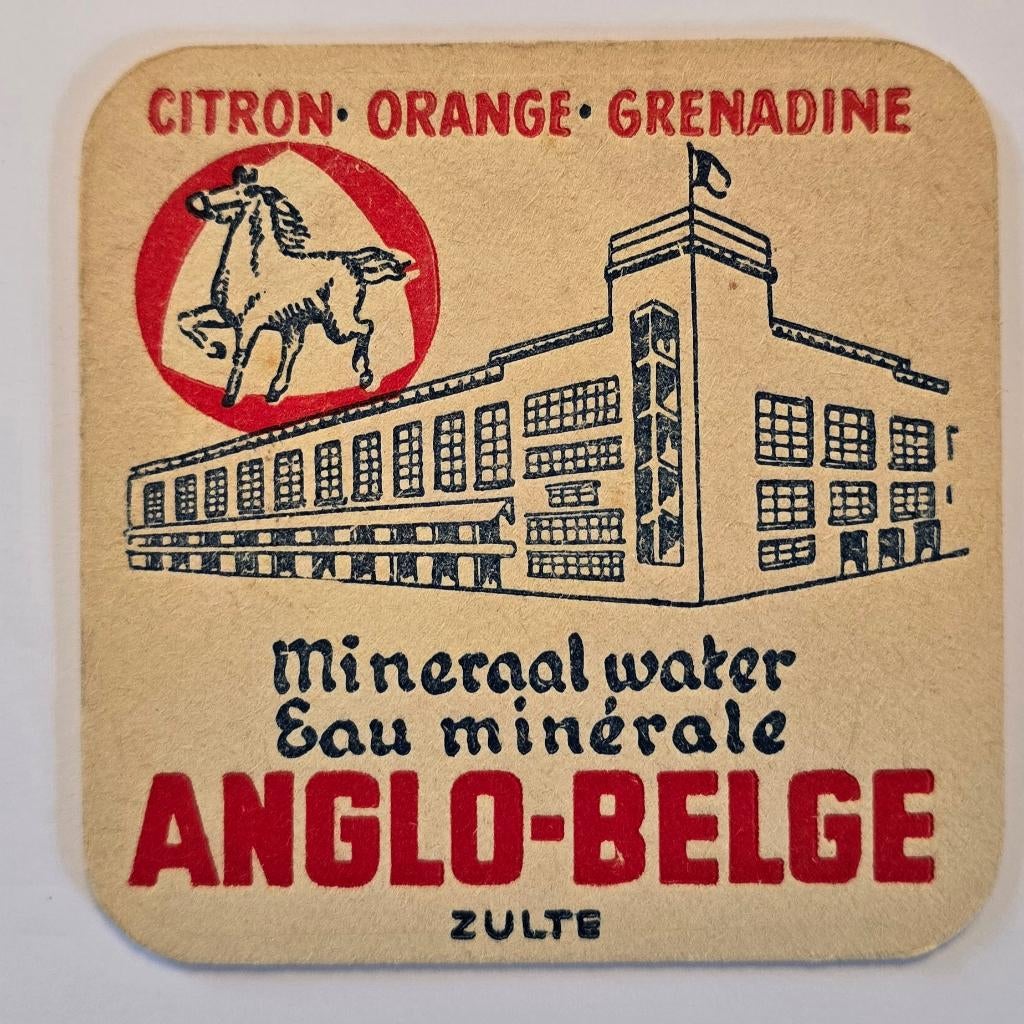 CITRON · ORANGE · GRENADINE
Mineraal water
Eau minérale
ANGLO-BELGE
ZULTE